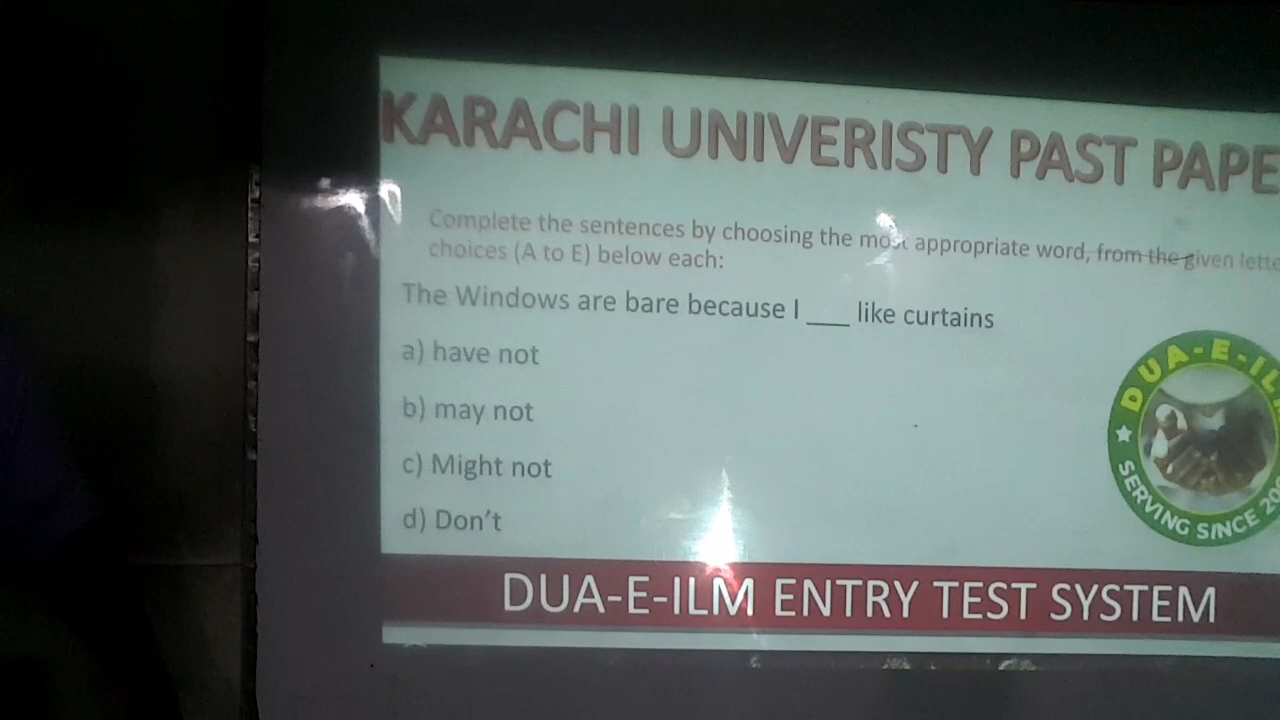 KARACHI UNIVERISTY PAST PAPE
Complete the sentences by choosing the most appropriate word, from the given lette
choices (A to E) below each:
The Windows are bare because I ___ like curtains
a) have not
b) may not
c) Might not
d) Don't
DUA-E-IL
SERVING SINCE 200
DUA-E-ILM ENTRY TEST SYSTEM